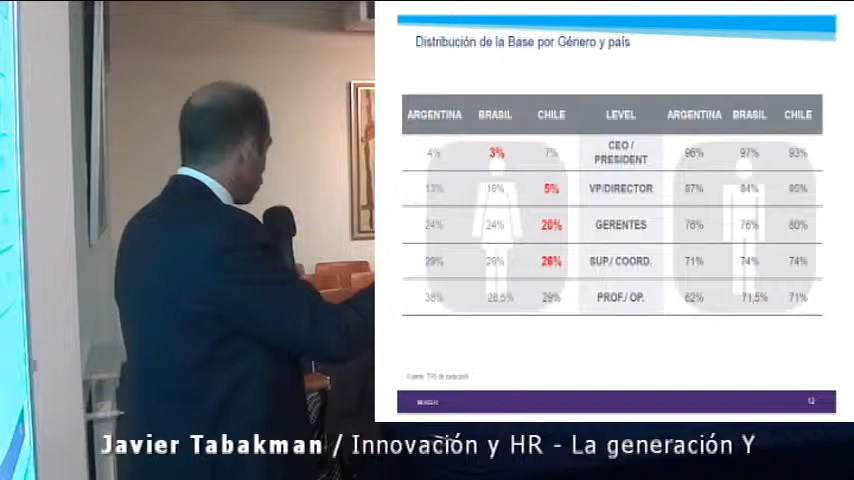 Distribución de la Base por Género y país
ARGENTINA BRASIL CHILE LEVEL ARGENTINA BRASIL CHILE
4% 3% 7% CEO / PRESIDENT 96% 97% 93%
13% 16% 5% VP/DIRECTOR 87% 84% 95%
24% 24% 20% GERENTES 76% 76% 80%
29% 26% 26% SUP./ COORD. 71% 74% 74%
38% 28,5% 29% PROF./ OP. 62% 71,5% 71%
12
Javier Tabakman / Innovación y HR - La generación Y